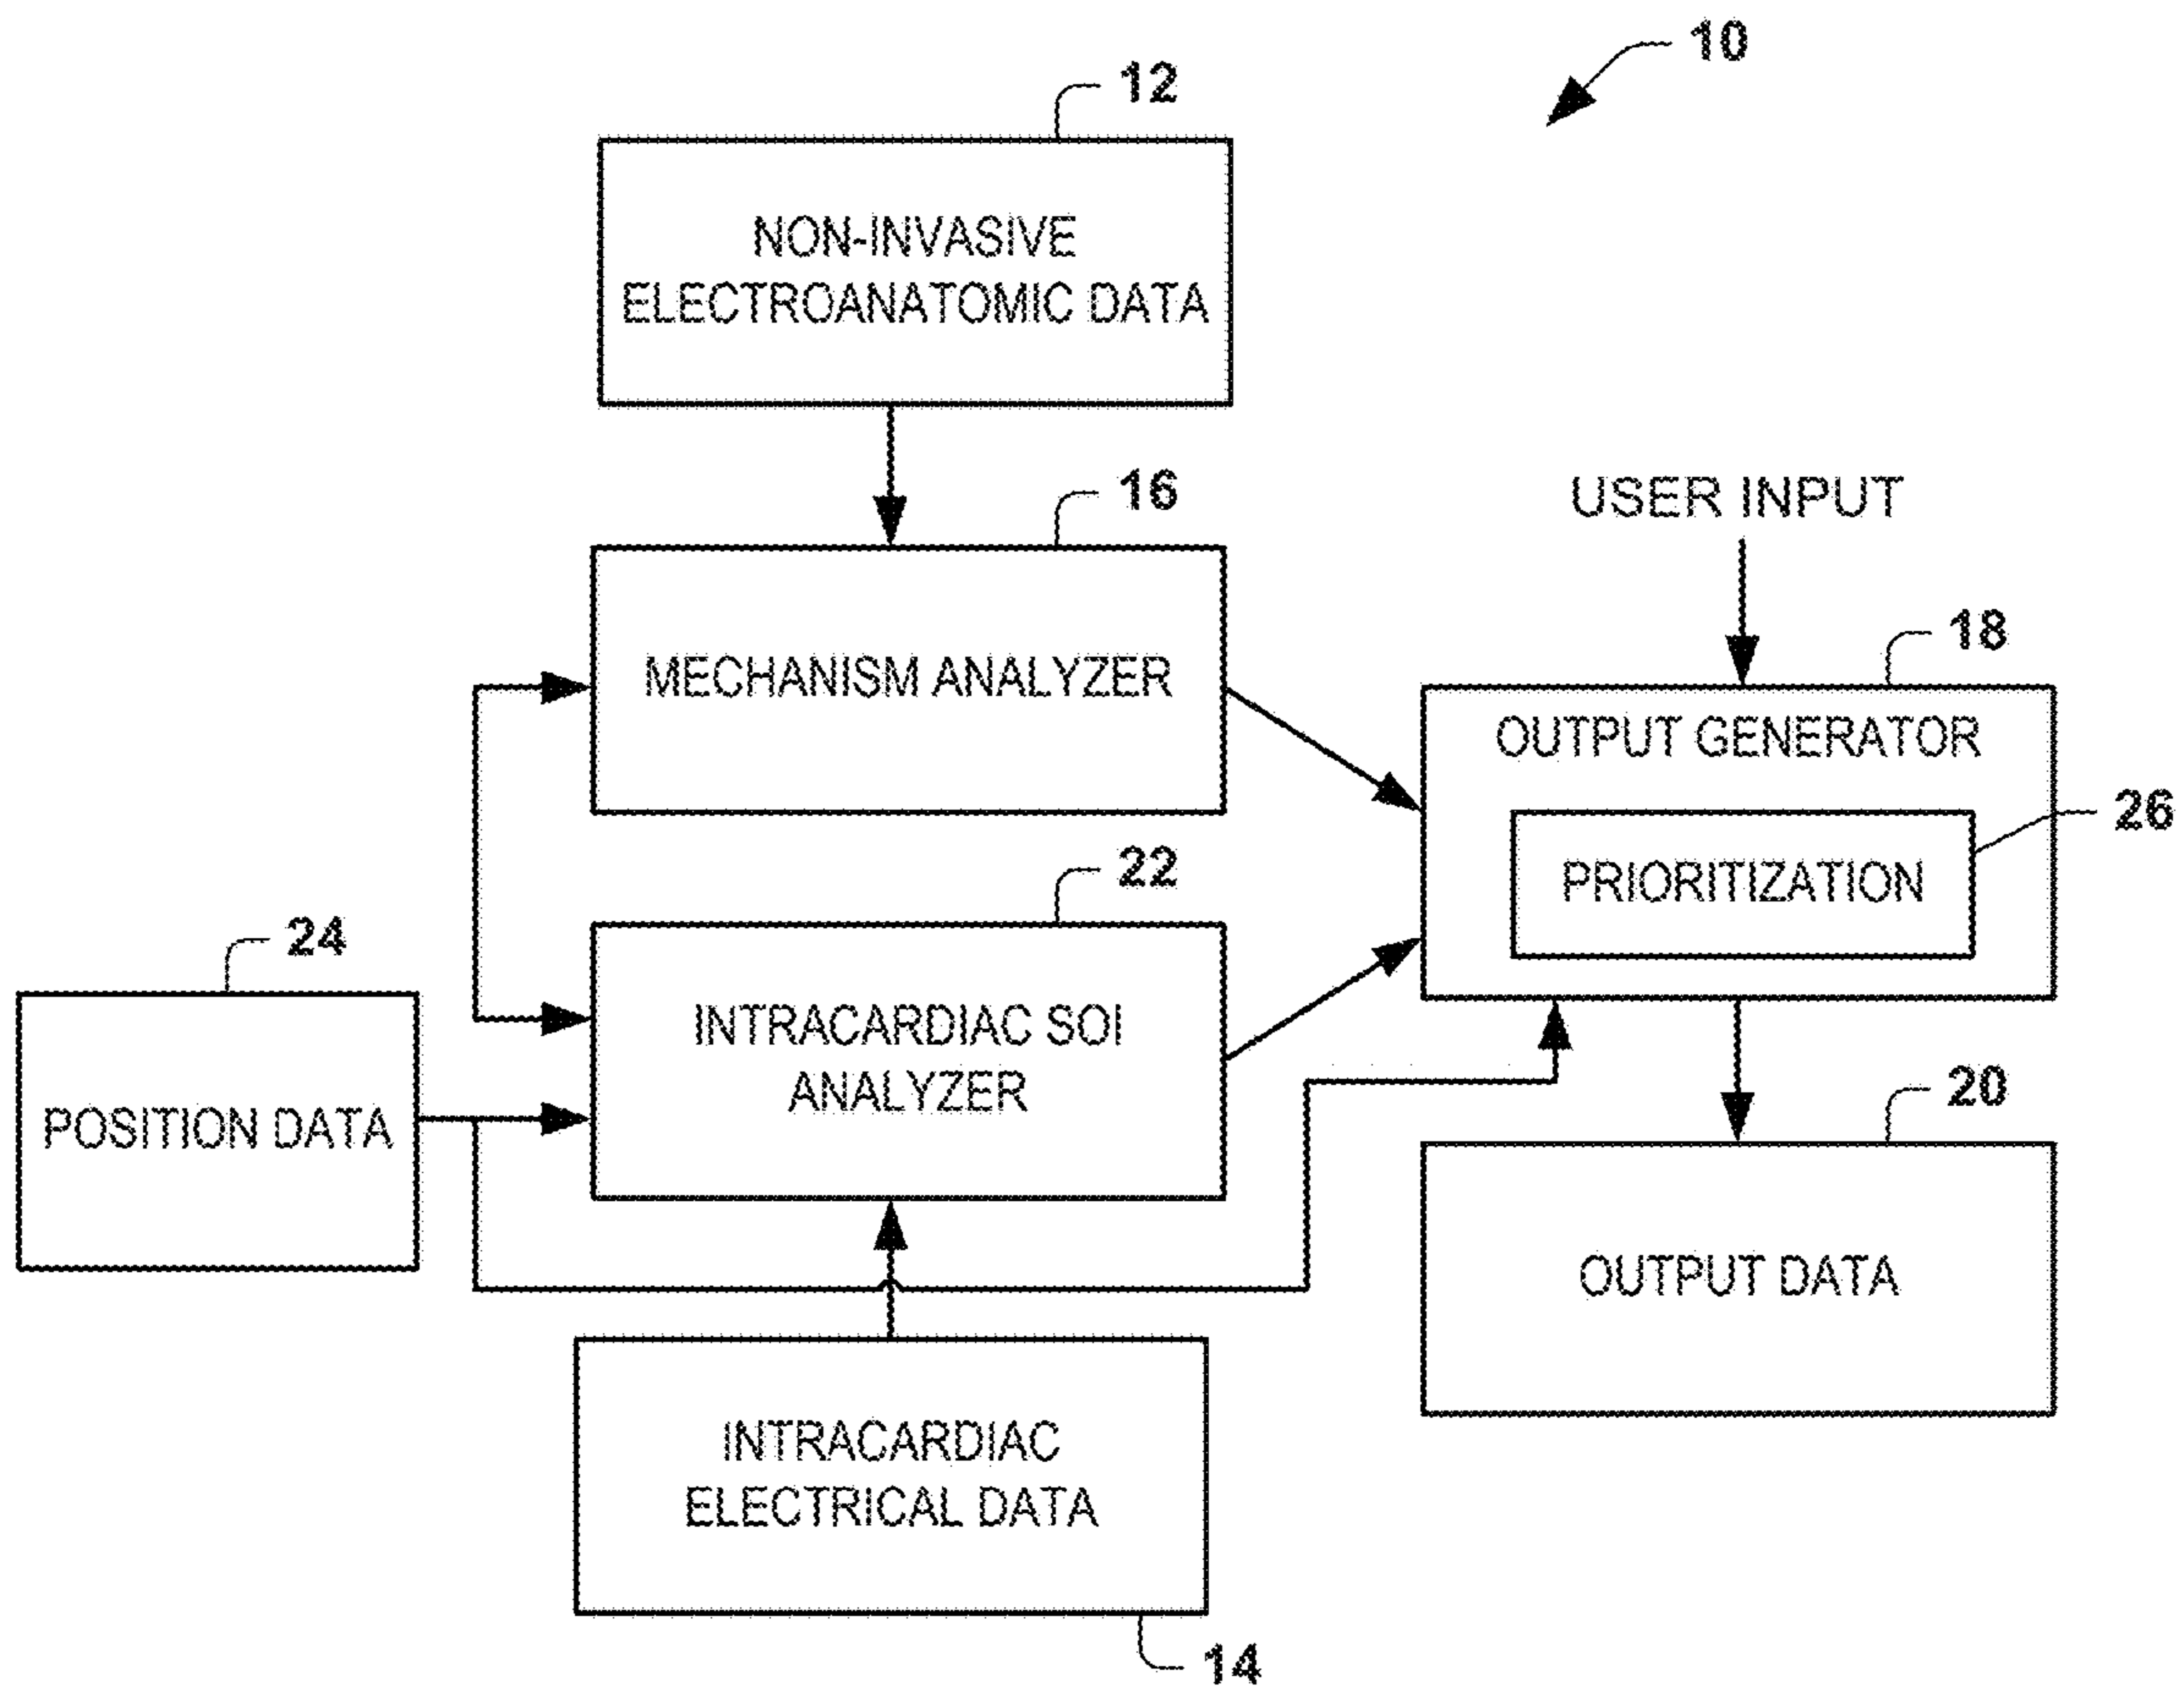 10
12
NON-INVASIVE
ELECTROANATOMIC DATA
16
MECHANISM ANALYZER
USER INPUT
18
OUTPUT GENERATOR
26
PRIORITIZATION
22
INTRACARDIAC SOI
ANALYZER
24
POSITION DATA
20
OUTPUT DATA
INTRACARDIAC
ELECTRICAL DATA
14